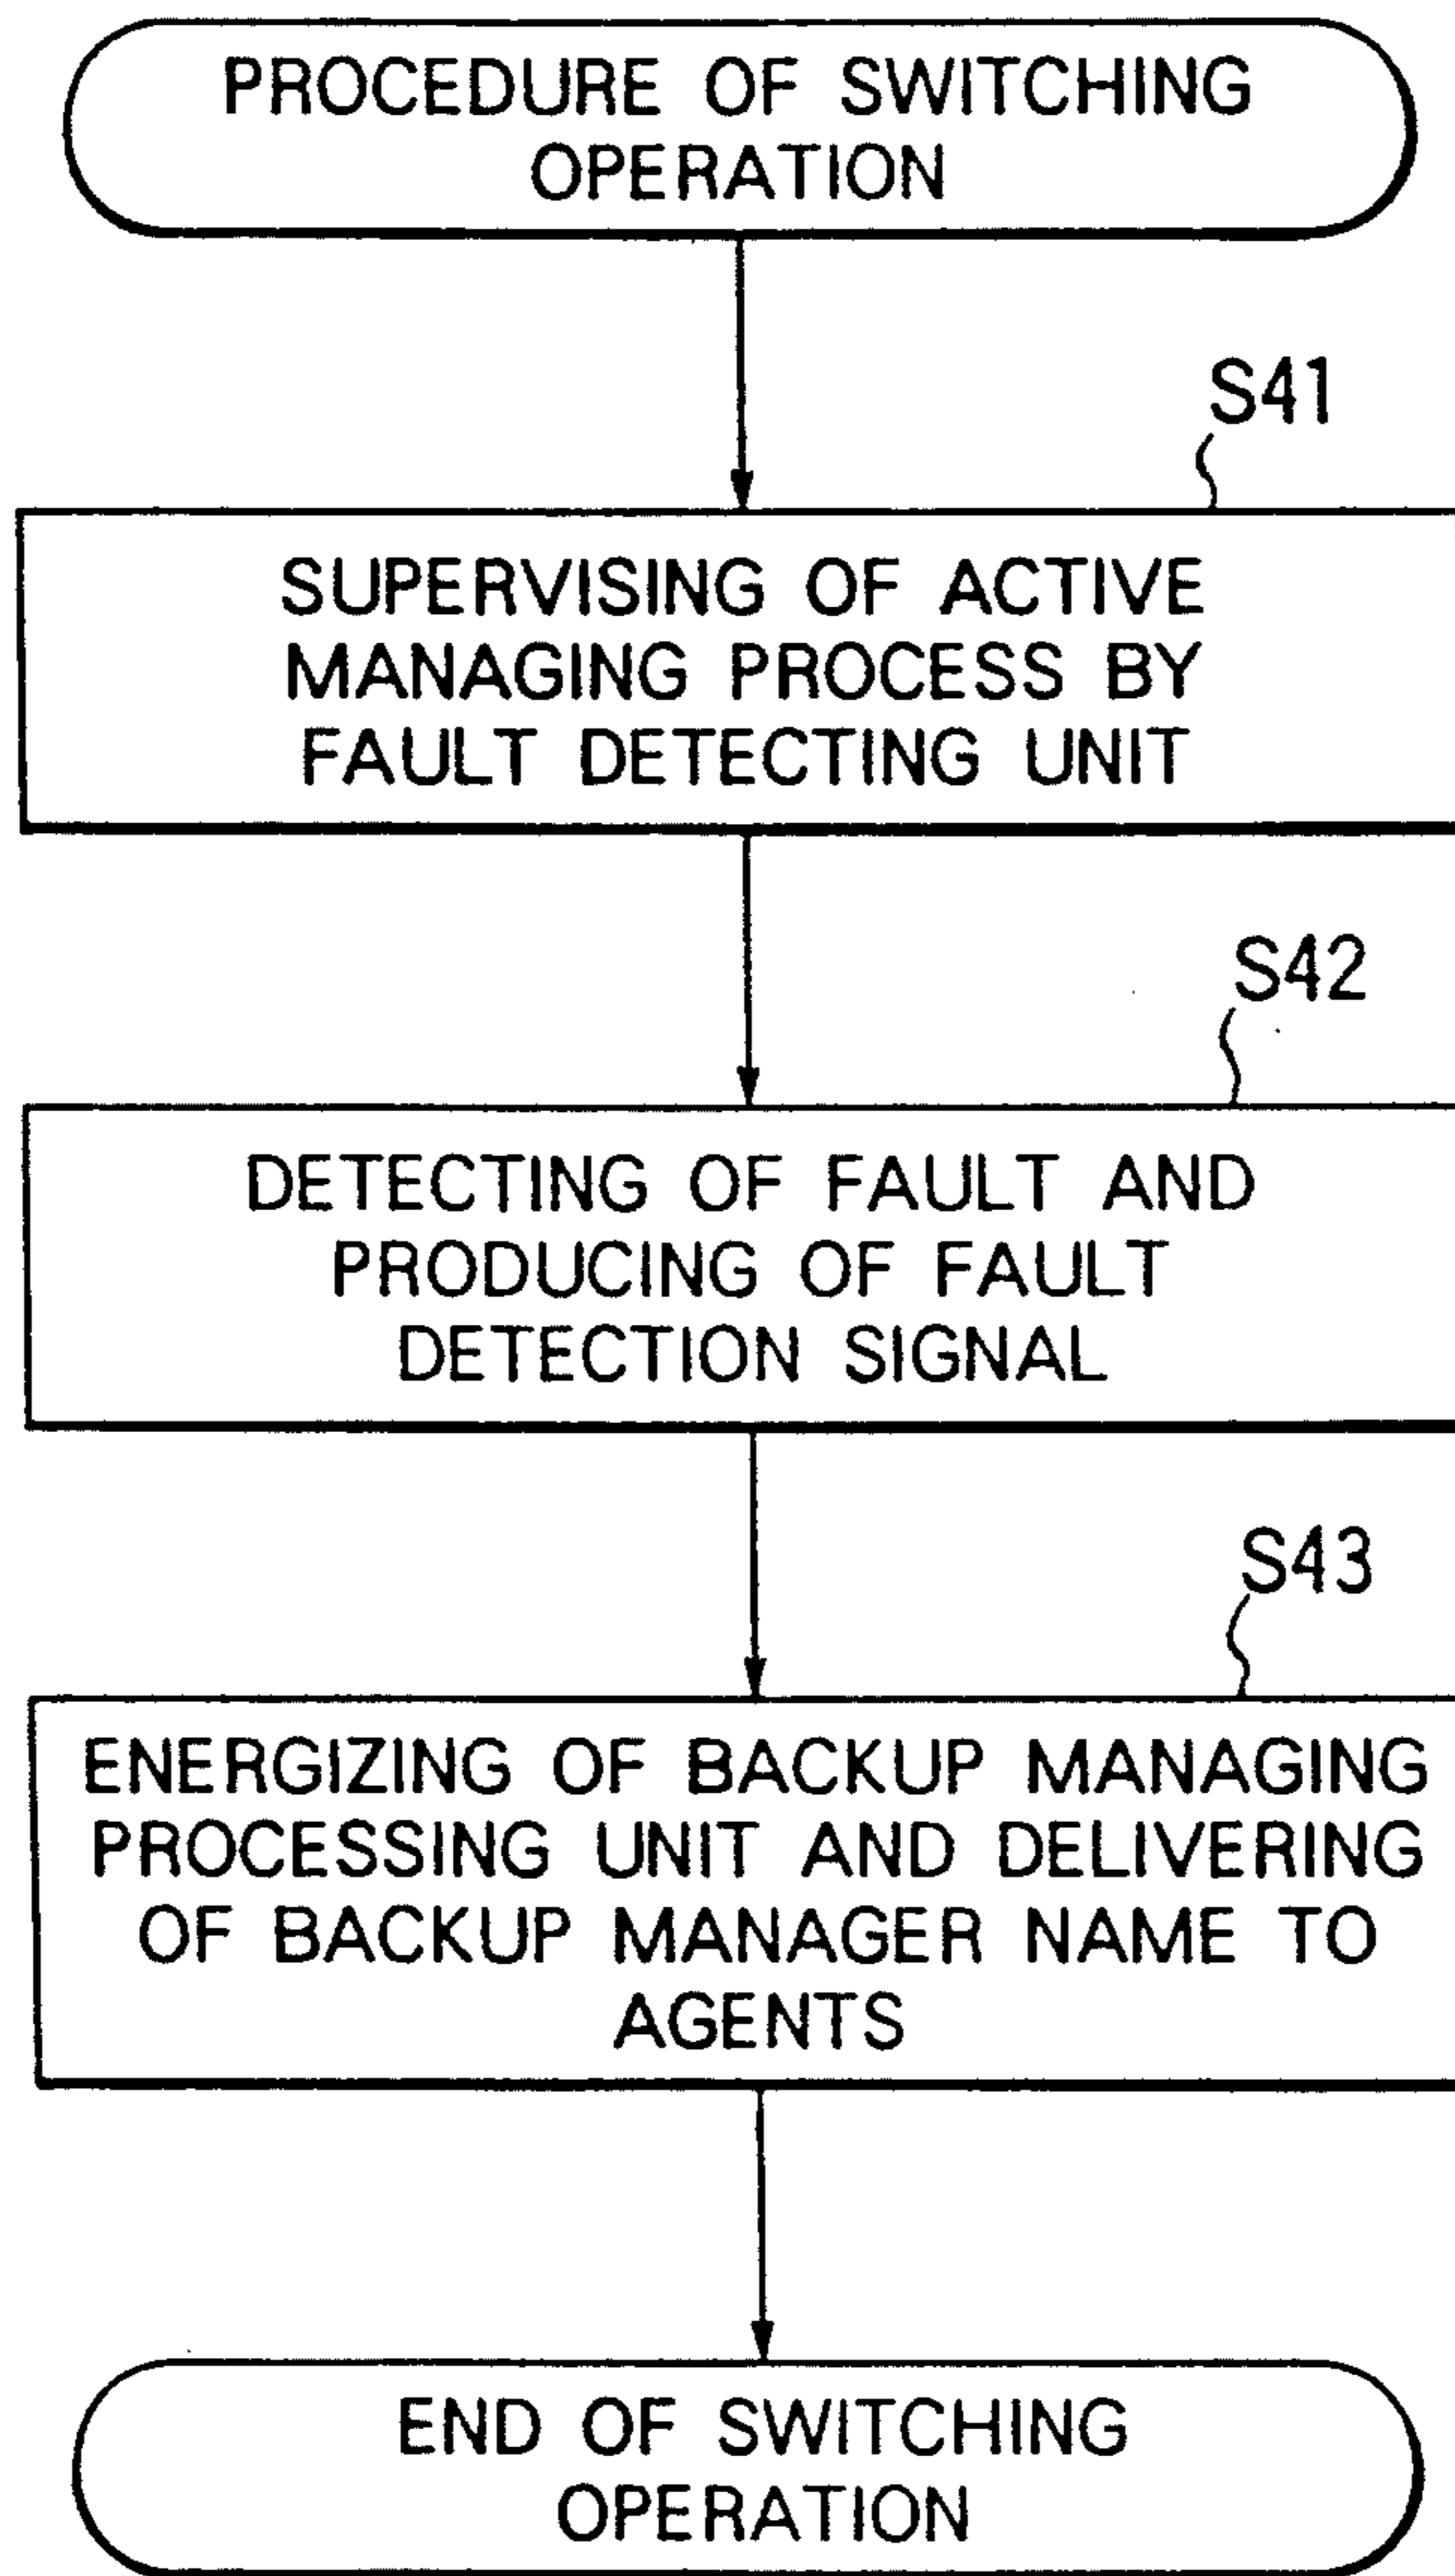 PROCEDURE OF SWITCHING
OPERATION
S41
SUPERVISING OF ACTIVE
MANAGING PROCESS BY
FAULT DETECTING UNIT
S42
DETECTING OF FAULT AND
PRODUCING OF FAULT
DETECTION SIGNAL
S43
ENERGIZING OF BACKUP MANAGING
PROCESSING UNIT AND DELIVERING
OF BACKUP MANAGER NAME TO
AGENTS
END OF SWITCHING
OPERATION